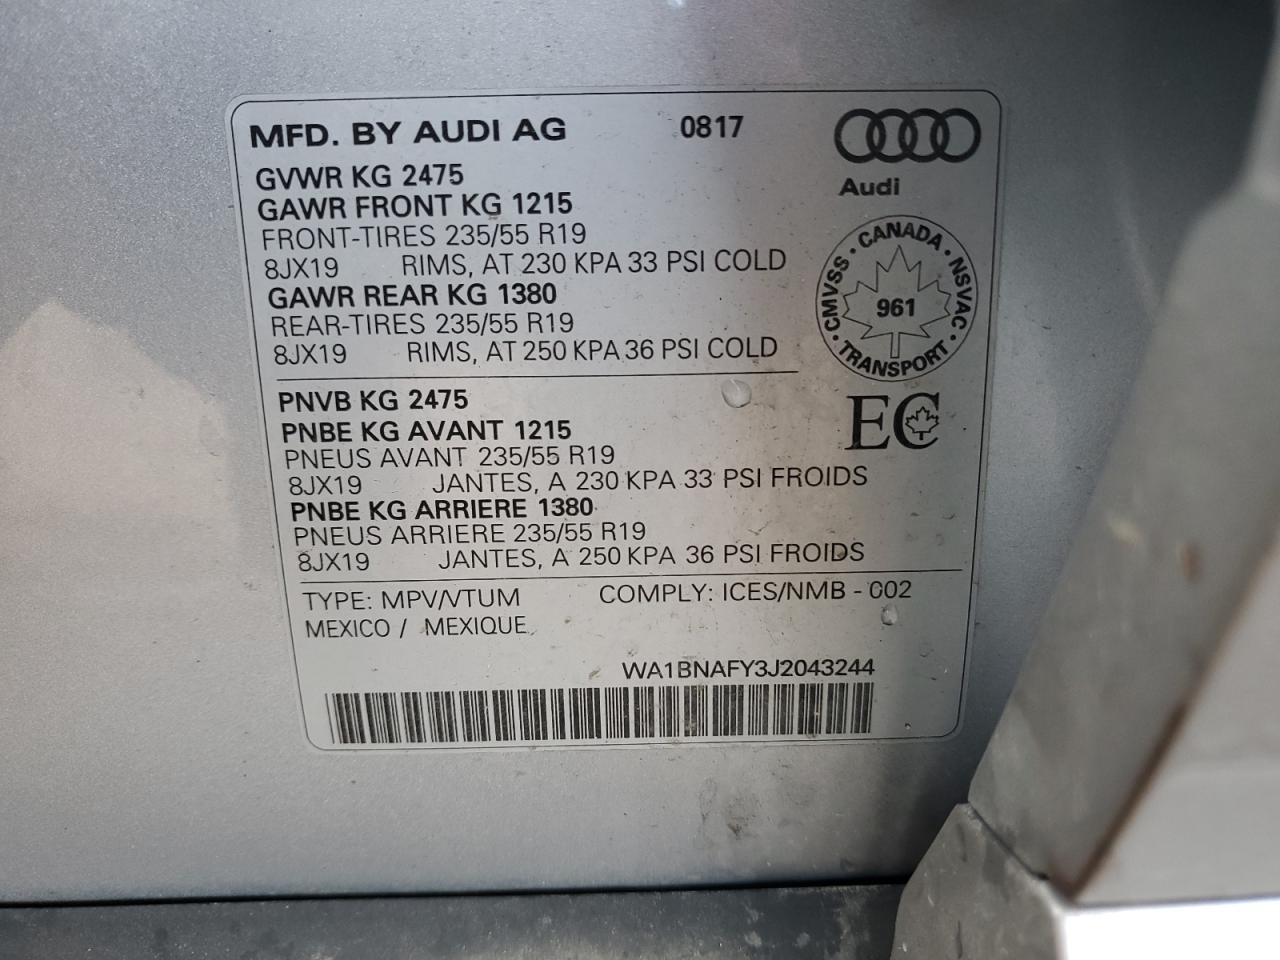 MFD. BY AUDI AG 0817
Audi
GVWR KG 2475
GAWR FRONT KG 1215
FRONT-TIRES 235/55 R19
8JX19 RIMS, AT 230 KPA 33 PSI COLD
GAWR REAR KG 1380
REAR-TIRES 235/55 R19
8JX19 RIMS, AT 250 KPA 36 PSI COLD
CMVSS · CANADA · NSVAC · TRANSPORT ·
961
PNVB KG 2475
PNBE KG AVANT 1215
PNEUS AVANT 235/55 R19
8JX19 JANTES, A 230 KPA 33 PSI FROIDS
PNBE KG ARRIERE 1380
PNEUS ARRIERE 235/55 R19
8JX19 JANTES, A 250 KPA 36 PSI FROIDS
EC
TYPE: MPV/VTUM COMPLY: ICES/NMB - 002
MEXICO / MEXIQUE
WA1BNAFY3J2043244